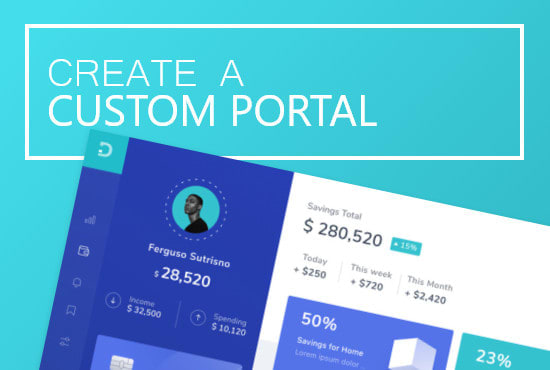 CREATE A
CUSTOM PORTAL
D
Ferguso Sutrisno
$ 28,520
Income
$ 32,500
Spending
$ 10,120
Savings Total
$ 280,520
15%
Today
+ $250
This week
+ $720
This Month
+ $2,420
50%
Savings for Home
Lorem ipsum dolor
23%